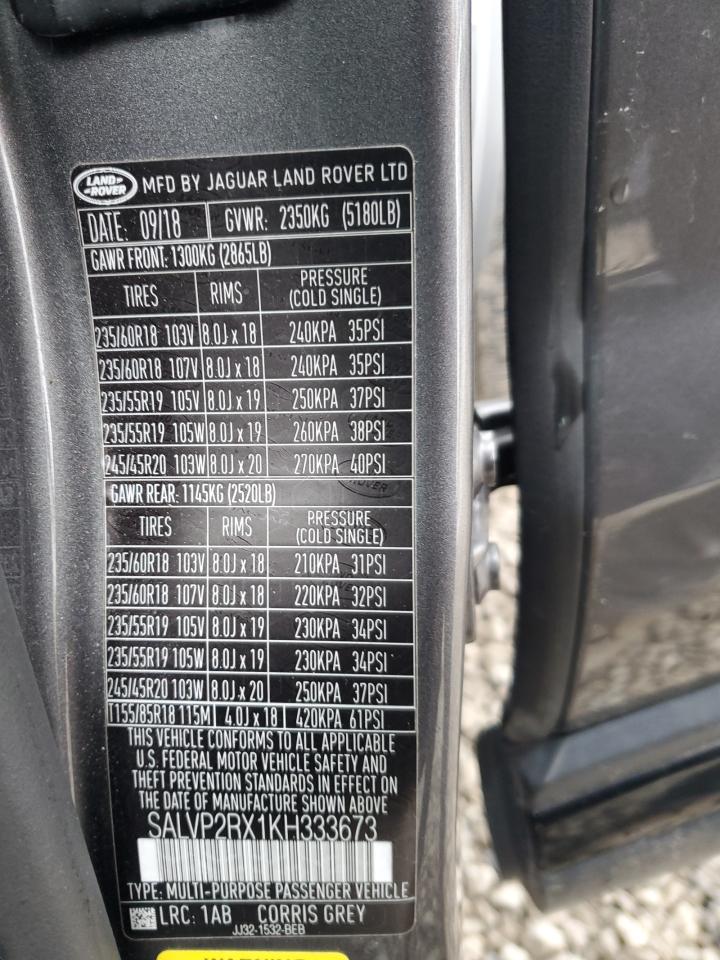 LAND ROVER MFD BY JAGUAR LAND ROVER LTD
DATE: 09/18 GVWR: 2350KG (5180LB)
GAWR FRONT: 1300KG (2865LB)
TIRES RIMS PRESSURE (COLD SINGLE)
235/60R18 103V 8.0J x 18 240KPA 35PSI
235/60R18 107V 8.0J x 18 240KPA 35PSI
235/55R19 105V 8.0J x 19 250KPA 37PSI
235/55R19 105W 8.0J x 19 260KPA 38PSI
245/45R20 103W 8.0J x 20 270KPA 40PSI
GAWR REAR: 1145KG (2520LB)
TIRES RIMS PRESSURE (COLD SINGLE)
235/60R18 103V 8.0J x 18 210KPA 31PSI
235/60R18 107V 8.0J x 18 220KPA 32PSI
235/55R19 105V 8.0J x 19 230KPA 34PSI
235/55R19 105W 8.0J x 19 230KPA 34PSI
245/45R20 103W 8.0J x 20 250KPA 37PSI
T155/85R18 115M 4.0J x 18 420KPA 61PSI
THIS VEHICLE CONFORMS TO ALL APPLICABLE
U.S. FEDERAL MOTOR VEHICLE SAFETY AND
THEFT PREVENTION STANDARDS IN EFFECT ON
THE DATE OF MANUFACTURE SHOWN ABOVE
SALVP2RX1KH333673
TYPE: MULTI-PURPOSE PASSENGER VEHICLE
LRC: 1AB CORRIS GREY
JJ32-1532-BEB